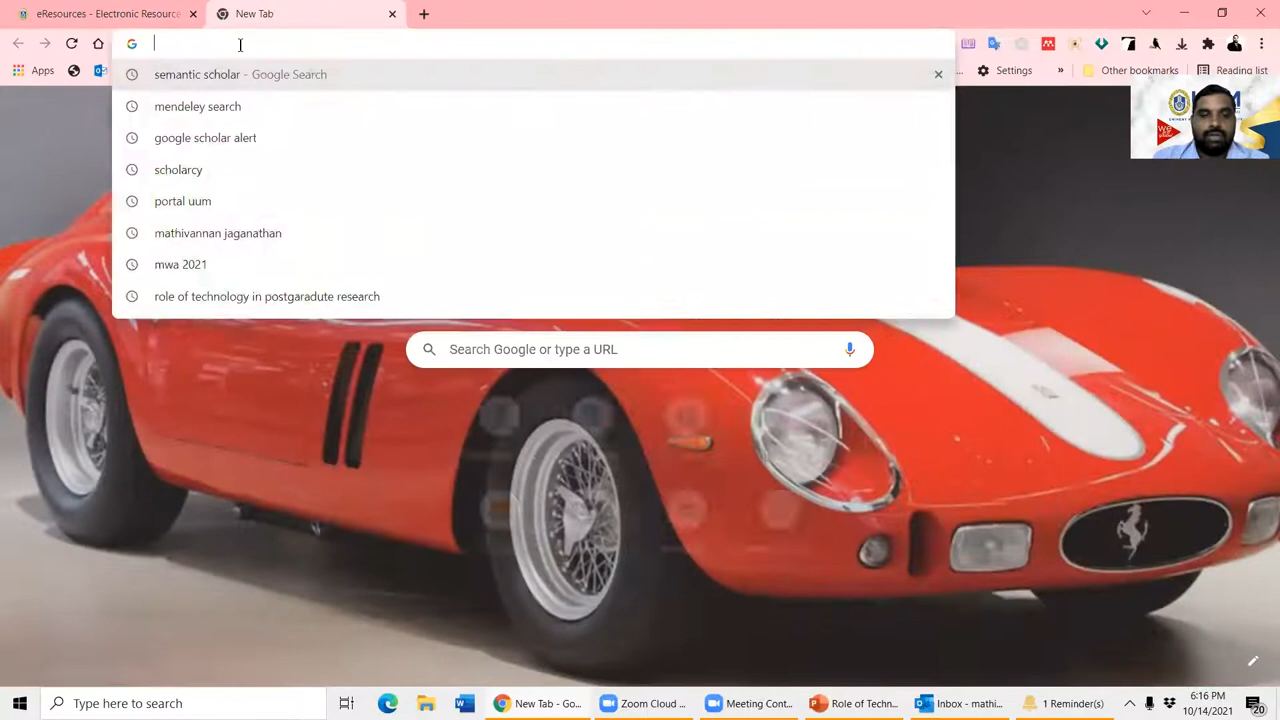 eResources - Electronic Resource
New Tab
semantic scholar - Google Search
Apps
Settings
»
Other bookmarks
Reading list
mendeley search
google scholar alert
scholarcy
portal uum
mathivannan jaganathan
mwa 2021
role of technology in postgaradute research
Search Google or type a URL
Type here to search
New Tab - Go...
Zoom Cloud ...
Meeting Cont...
Role of Techn...
Inbox - mathi...
1 Reminder(s)
6:16 PM
10/14/2021
20